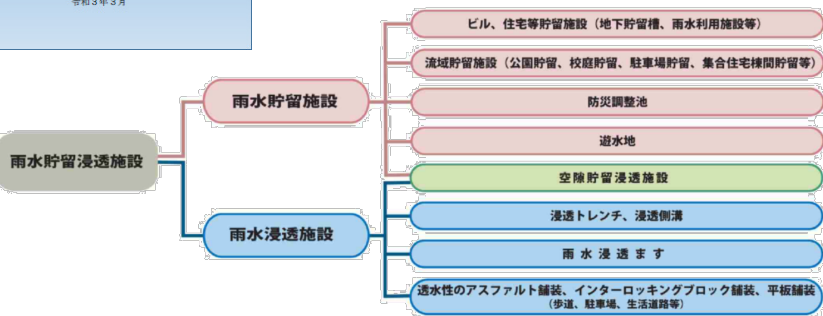 令和３年３月
ビル、住宅等貯留施設（地下貯留槽、雨水利用施設等）
流域貯留施設（公園貯留、校庭貯留、駐車場貯留、集合住宅棟間貯留等）
雨水貯留施設
防災調整池
遊水地
雨水貯留浸透施設
空隙貯留浸透施設
浸透トレンチ、浸透側溝
雨水浸透施設
雨水浸透ます
透水性のアスファルト舗装、インターロッキングブロック舗装、平板舗装
（歩道、駐車場、生活道路等）